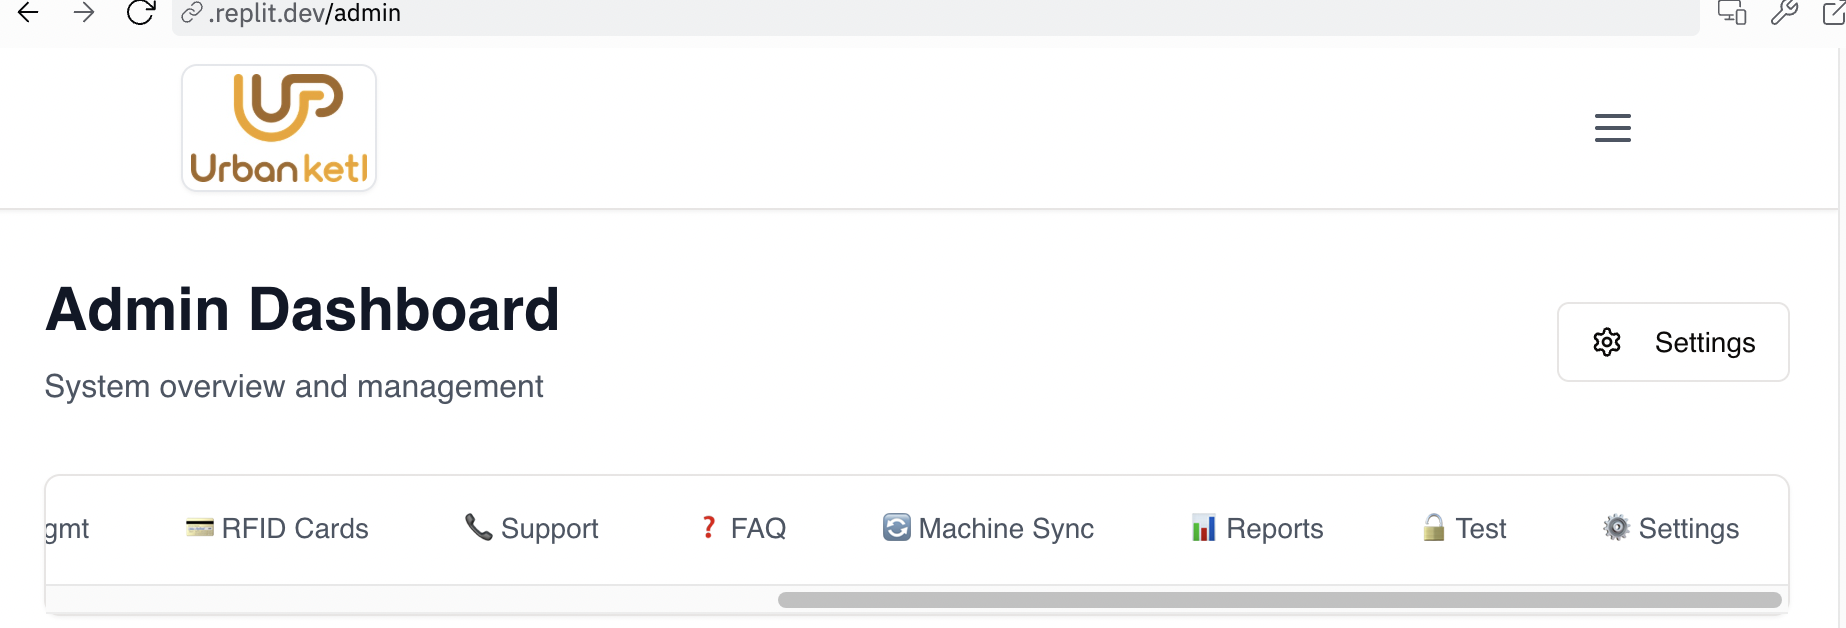 .replit.dev/admin
UP
Urban ketl
Admin Dashboard
System overview and management
Settings
gmt RFID Cards Support FAQ Machine Sync Reports Test Settings